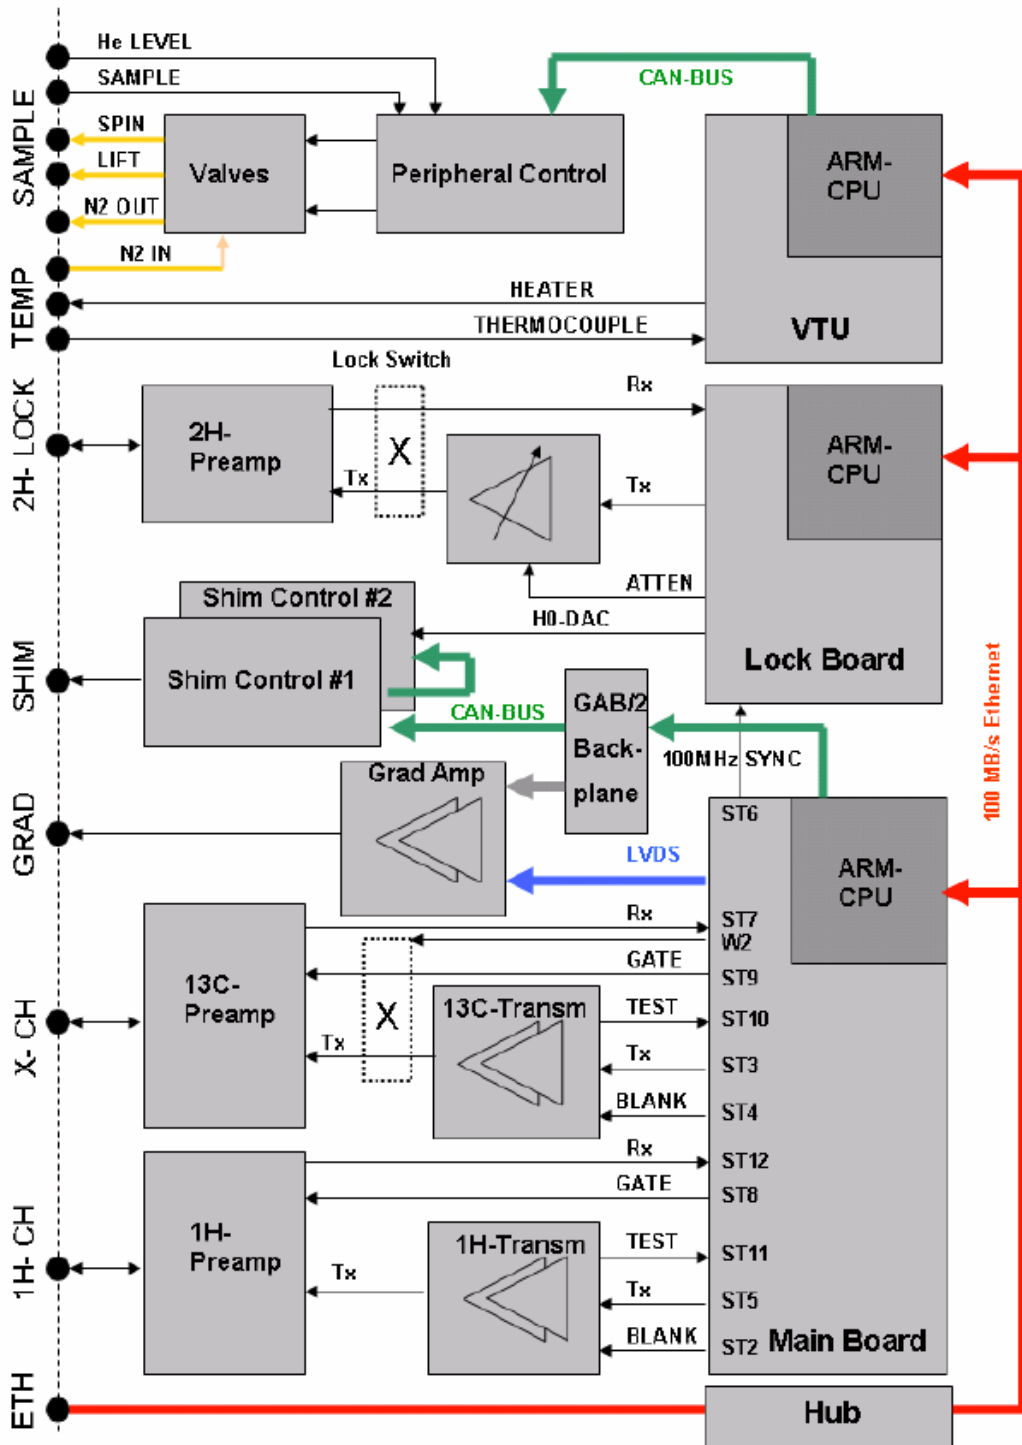 He LEVEL
SAMPLE
CAN-BUS
SPIN
LIFT
N2 OUT
N2 IN
SAMPLE
Valves
Peripheral Control
ARM-
CPU
VTU
TEMP
HEATER
THERMOCOUPLE
Lock Switch
2H- LOCK
2H-
Preamp
X
Rx
Tx
Tx
ATTEN
ARM-
CPU
Lock Board
Shim Control #2
H0-DAC
SHIM
Shim Control #1
CAN-BUS
GAB/2
Back-
plane
100MHz SYNC
100 MB/s Ethernet
Grad Amp
GRAD
LVDS
ST6
ARM-
CPU
Rx
ST7
W2
GATE
ST9
X- CH
13C-
Preamp
X
Tx
13C-Transm
TEST
ST10
Tx
ST3
BLANK
ST4
Rx
ST12
GATE
ST8
1H- CH
1H-
Preamp
Tx
1H-Transm
TEST
ST11
Tx
ST5
BLANK
ST2
Main Board
ETH
Hub